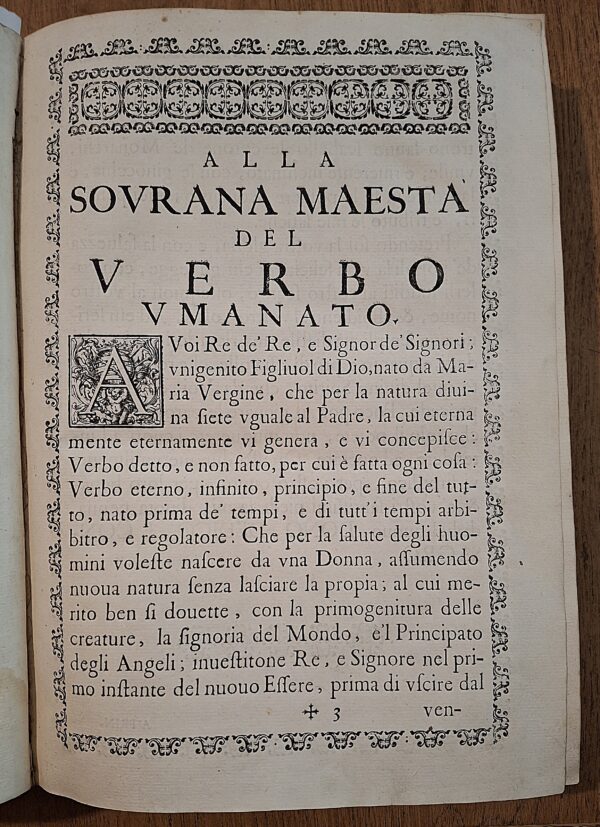 ALLA
SOVRANA MAESTÀ
DEL
VERBO
VMANATO.
A Voi Re de' Re, e Signor de' Signori;
vnigenito Figliuol di Dio, nato da Ma-
ria Vergine, che per la natura diui-
na ſiete vguale al Padre, la cui eterna
mente eternamente vi genera, e vi concepiſce:
Verbo detto, e non fatto, per cui è fatta ogni coſa:
Verbo eterno, infinito, principio, e fine del tut-
to, nato prima de' tempi, e di tutt'i tempi arbi-
bitro, e regolatore: Che per la ſalute degli huo-
mini voleſte naſcere da vna Donna, aſſumendo
nuoua natura ſenza laſciare la propia; al cui me-
rito ben ſi douette, con la primogenitura delle
creature, la ſignoria del Mondo, e'l Principato
degli Angeli; inueſtitone Re, e Signore nel pri-
mo inſtante del nuouo Eſſere, prima di vſcire dal
✢ 3 ven-